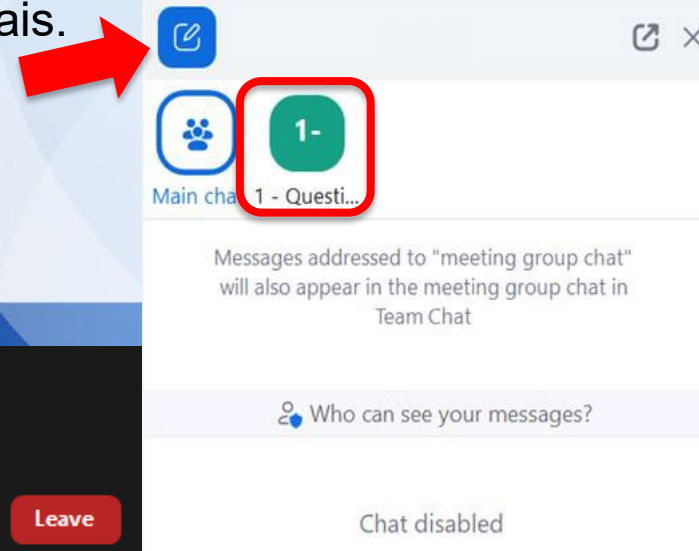 ais.
1-
Main cha
1 - Questi...
Messages addressed to "meeting group chat"
will also appear in the meeting group chat in
Team Chat
Who can see your messages?
Leave
Chat disabled